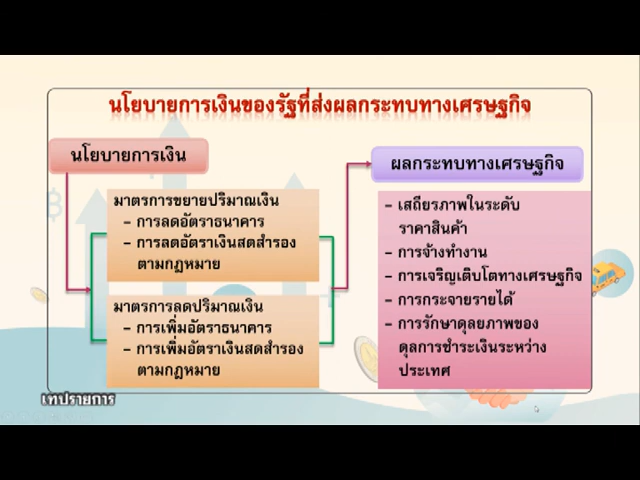 นโยบายการเงินของรัฐที่ส่งผลกระทบทางเศรษฐกิจ
นโยบายการเงิน
มาตรการขยายปริมาณเงิน
– การลดอัตราธนาคาร
– การลดอัตราเงินสดสำรอง
ตามกฎหมาย
มาตรการลดปริมาณเงิน
– การเพิ่มอัตราธนาคาร
– การเพิ่มอัตราเงินสดสำรอง
ตามกฎหมาย
ผลกระทบทางเศรษฐกิจ
– เสถียรภาพในระดับ
ราคาสินค้า
– การจ้างทำงาน
– การเจริญเติบโตทางเศรษฐกิจ
– การกระจายรายได้
– การรักษาดุลยภาพของ
ดุลการชำระเงินระหว่าง
ประเทศ
เทปรายการ